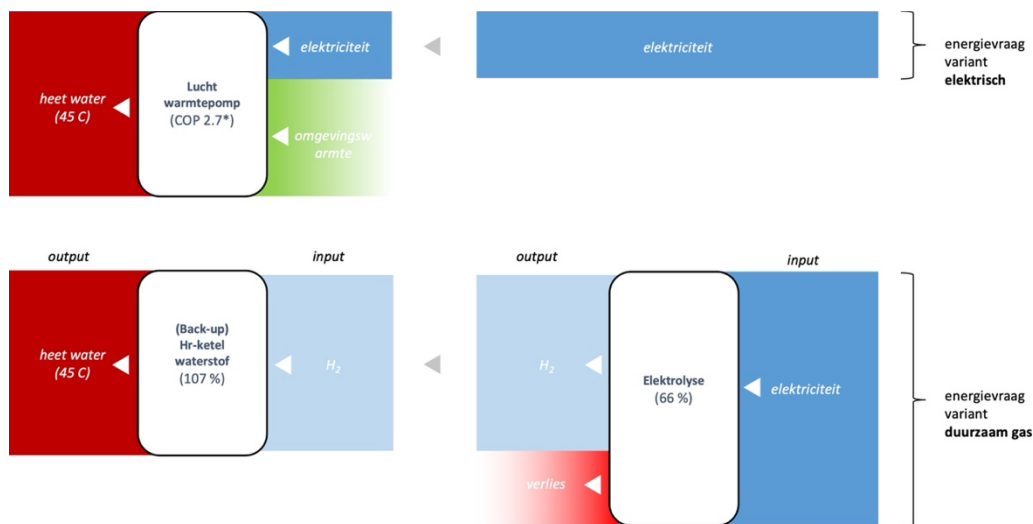 heet water
(45 C)
Lucht
warmtepomp
(COP 2.7*)
elektriciteit
omgevingsw
armte
elektriciteit
energievraag
variant
elektrisch
output
input
output
input
heet water
(45 C)
(Back-up)
Hr-ketel
waterstof
(107 %)
H₂
H₂
verlies
Elektrolyse
(66 %)
elektriciteit
energievraag
variant
duurzaam gas